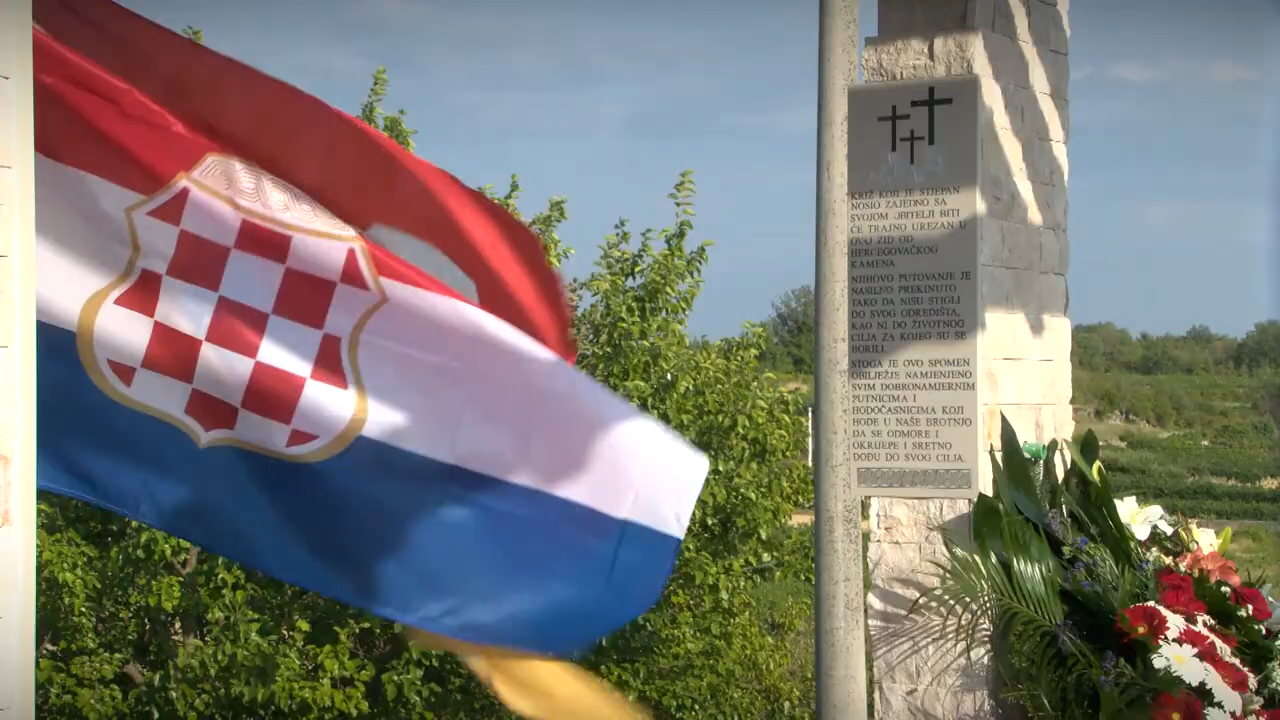 KRIŽ KOJI JE STJEPAN
NOSIO ZAJEDNO SA
SVOJOM OBITELJI BITI
ĆE TRAJNO UREZAN U
OVAJ ZID OD
HERCEGOVAČKOG
KAMENA
NJIHOVO PUTOVANJE JE
NASILNO PREKINUTO
TAKO DA NISU STIGLI
DO SVOG ODREDIŠTA,
KAO NI DO ŽIVOTNOG
CILJA ZA KOJEG SU SE
BORILI
STOGA JE OVO SPOMEN
OBILJEŽJE NAMJENJENO
SVIM DOBRONAMJERNIM
PUTNICIMA I
HODOČASNICIMA KOJI
HODE U NAŠE BROTNJO
DA SE ODMORE I
OKRIJEPE I SRETNO
DOĐU DO SVOG CILJA.